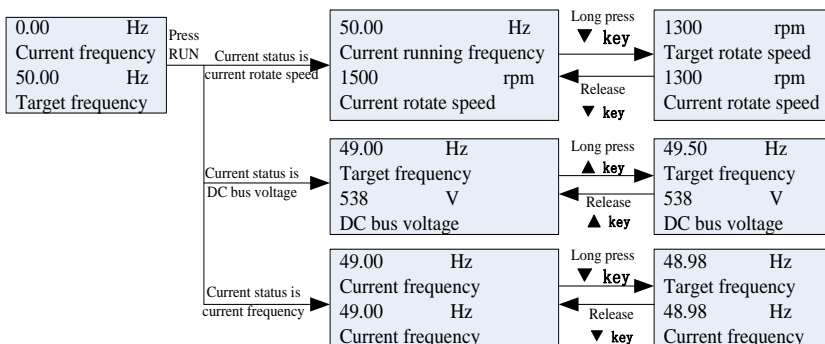 0.00 Hz
Current frequency
50.00 Hz
Target frequency
Press
RUN
Current status is
current rotate speed
50.00 Hz
Current running frequency
1500 rpm
Current rotate speed
Long press
▼ key
Release
▼ key
1300 rpm
Target rotate speed
1300 rpm
Current rotate speed
Current status is
DC bus voltage
49.00 Hz
Target frequency
538 V
DC bus voltage
Long press
▲ key
Release
▲ key
49.50 Hz
Target frequency
538 V
DC bus voltage
Current status is
current frequency
49.00 Hz
Current frequency
49.00 Hz
Current frequency
Long press
▼ key
Release
▼ key
48.98 Hz
Target frequency
48.98 Hz
Current frequency